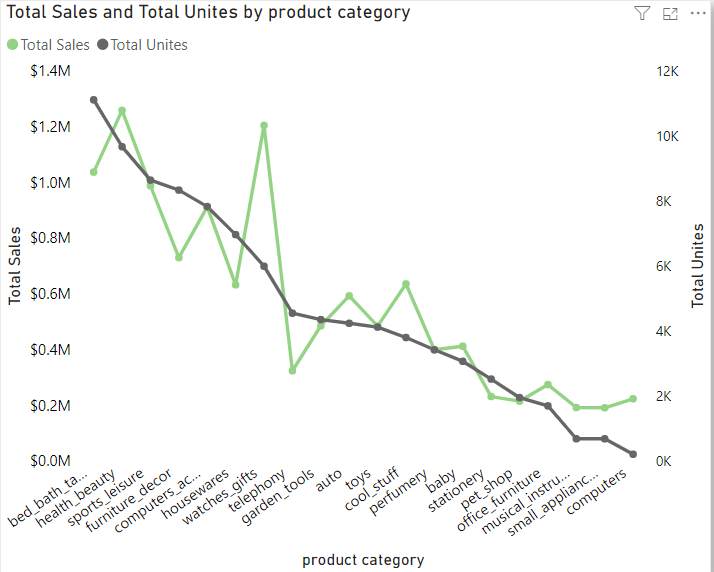 Total Sales and Total Unites by product category
Total Sales Total Unites
$1.4M
$1.2M
$1.0M
$0.8M
$0.6M
$0.4M
$0.2M
$0.0M
Total Sales
12K
10K
8K
6K
4K
2K
0K
Total Unites
bed_bath_ta...
health_beauty
sports_leisure
furniture_decor
computers_ac...
housewares
watches_gifts
telephony
garden_tools
auto
toys
cool_stuff
perfumery
baby
stationery
pet_shop
office_furniture
musical_instru...
small_applianc...
computers
product category